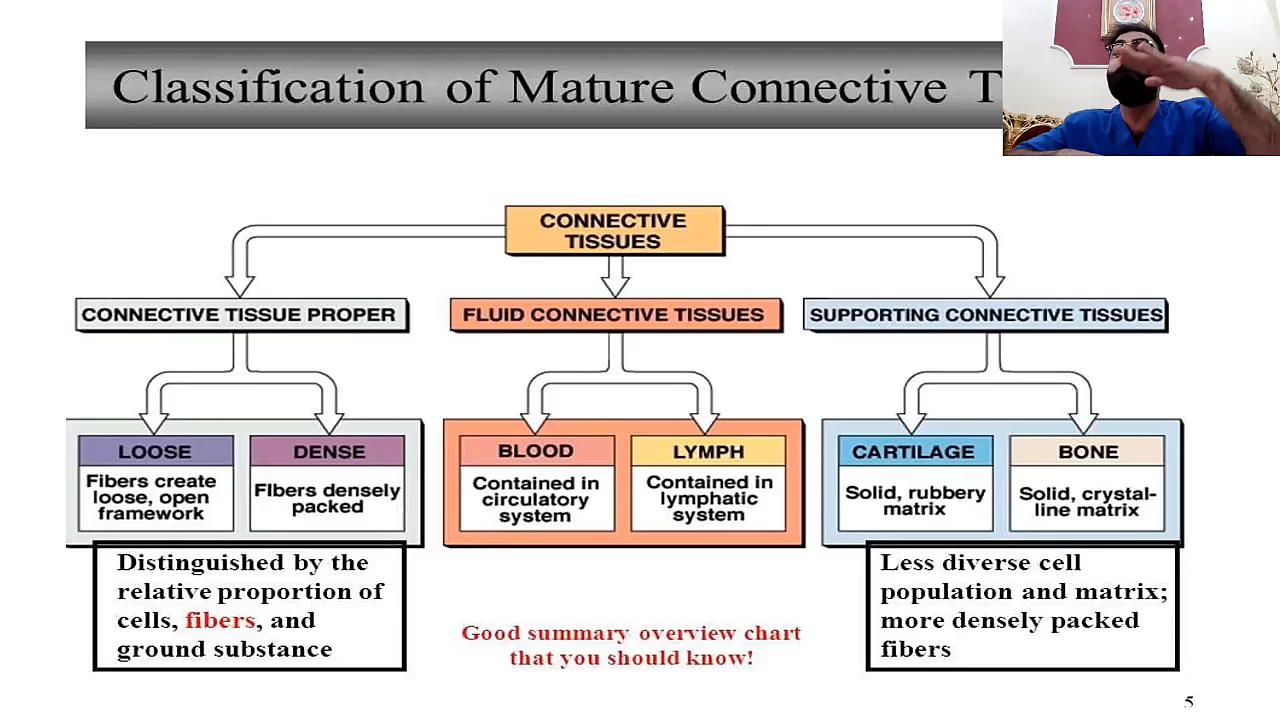 Classification of Mature Connective T
CONNECTIVE
TISSUES
CONNECTIVE TISSUE PROPER
FLUID CONNECTIVE TISSUES
SUPPORTING CONNECTIVE TISSUES
LOOSE
Fibers create
loose, open
framework
DENSE
Fibers densely
packed
BLOOD
Contained in
circulatory
system
LYMPH
Contained in
lymphatic
system
CARTILAGE
Solid, rubbery
matrix
BONE
Solid, crystal-
line matrix
Distinguished by the
relative proportion of
cells, fibers, and
ground substance
Good summary overview chart
that you should know!
Less diverse cell
population and matrix;
more densely packed
fibers
5